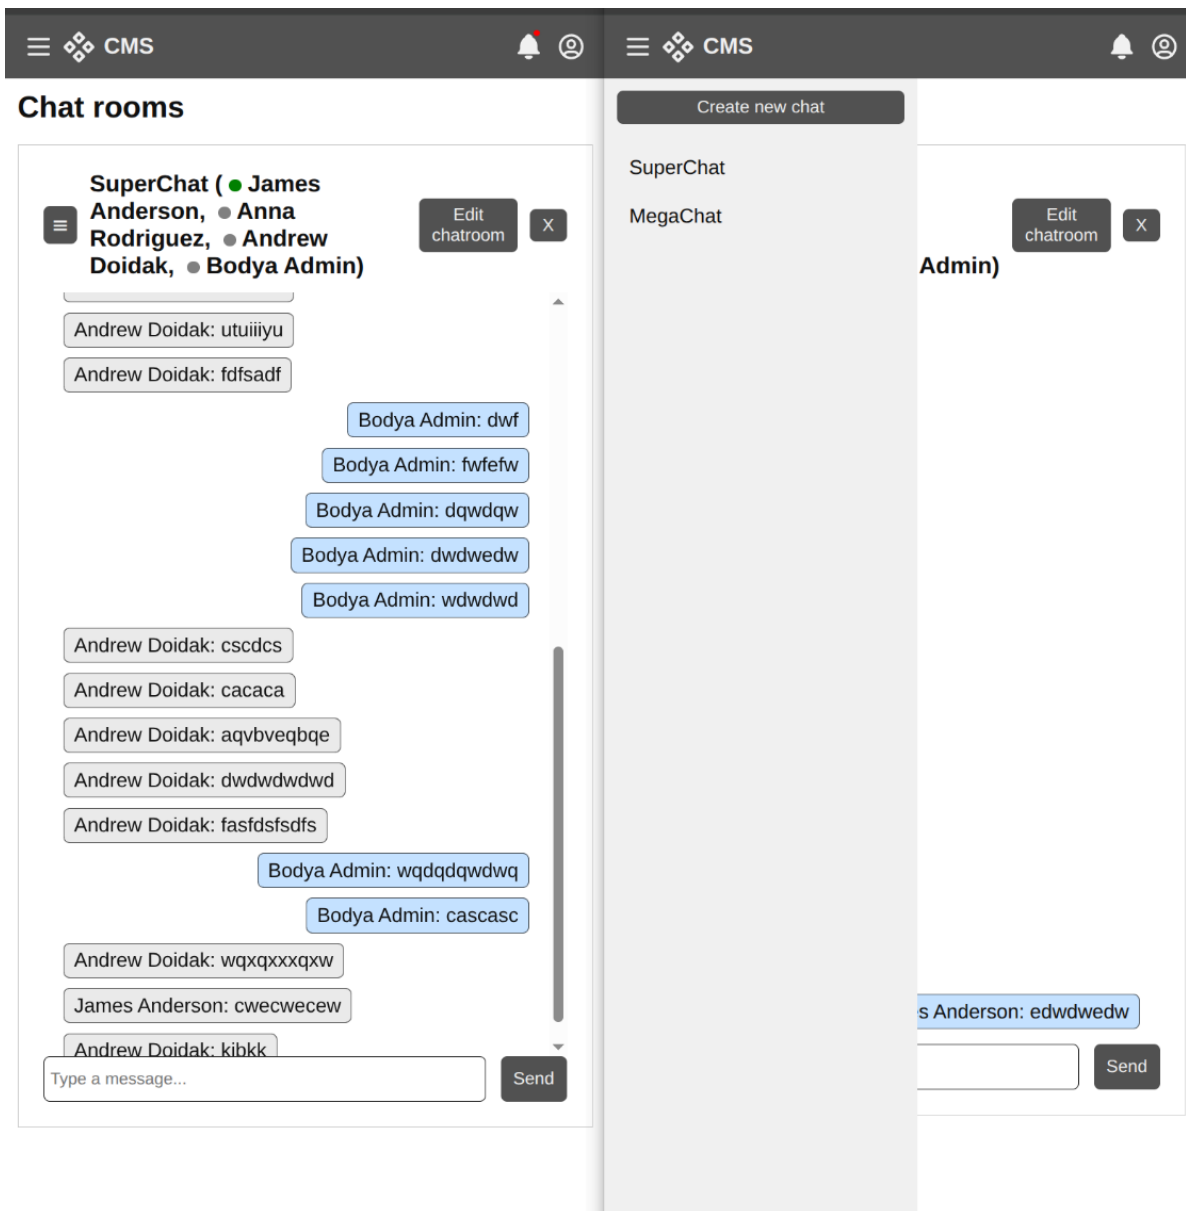 CMS
Chat rooms
SuperChat ( James
Anderson, Anna
Rodriguez, Andrew
Doidak, Bodya Admin)
Edit
chatroom
X
Andrew Doidak: utuiiiyu
Andrew Doidak: fdfsadf
Bodya Admin: dwf
Bodya Admin: fwfefw
Bodya Admin: dqwdqw
Bodya Admin: dwdwedw
Bodya Admin: wdwdwd
Andrew Doidak: cscdcs
Andrew Doidak: cacaca
Andrew Doidak: aqvbveqbqe
Andrew Doidak: dwdwdwdwd
Andrew Doidak: fasfdsfsdfs
Bodya Admin: wqdqdqwdwq
Bodya Admin: cascasc
Andrew Doidak: wqxqxxxqxw
James Anderson: cwecwecew
Andrew Doidak: kibkk
Type a message...
Send
CMS
Create new chat
SuperChat
MegaChat
Edit
chatroom
X
Admin)
s Anderson: edwdwedw
Send